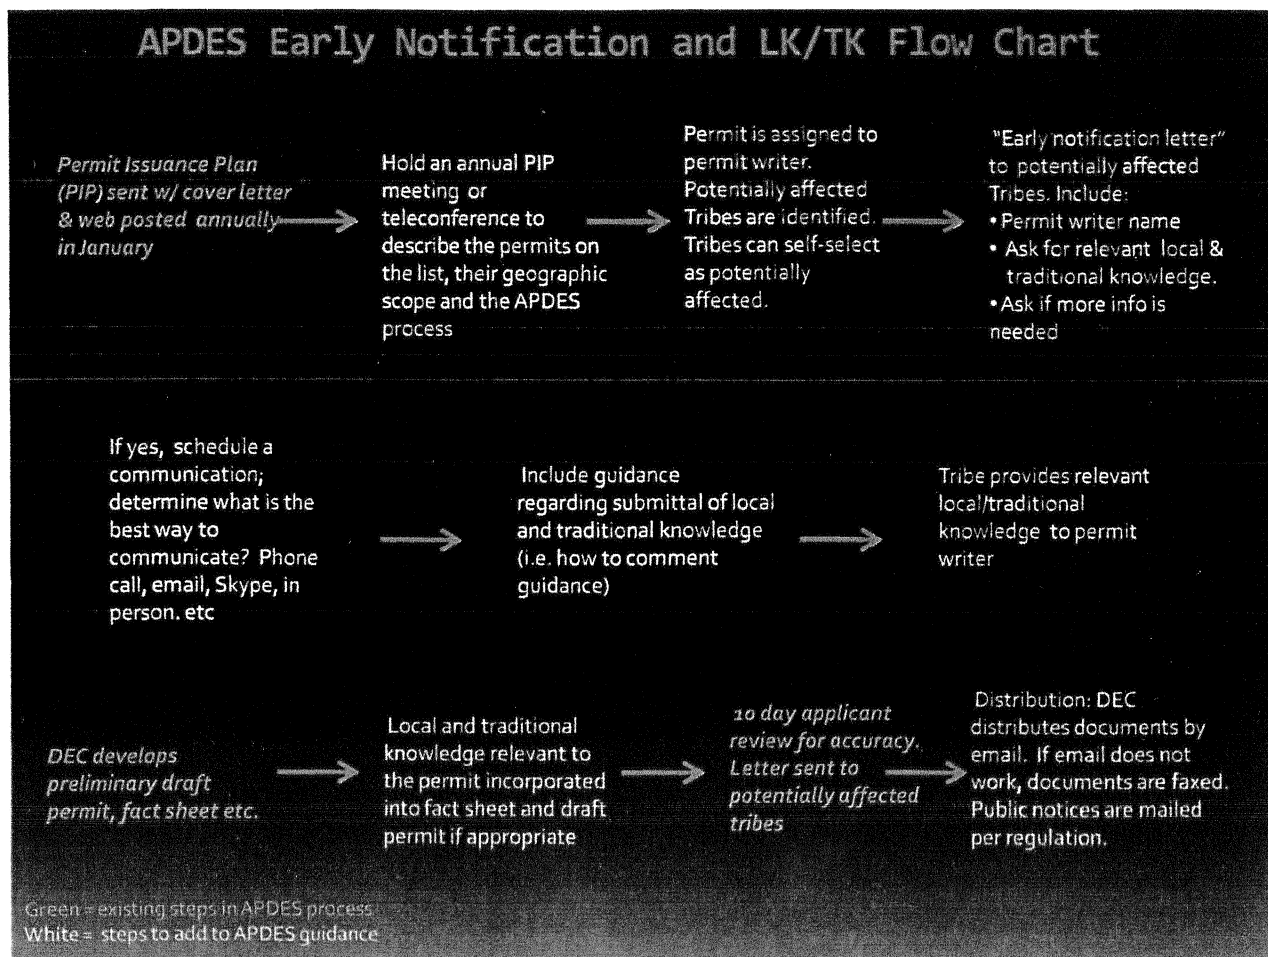 APDES Early Notification and LK/TK Flow Chart
Permit Issuance Plan
(PIP) sent w/ cover letter
& web posted annually
in January
Hold an annual PIP
meeting or
teleconference to
describe the permits on
the list, their geographic
scope and the APDES
process
Permit is assigned to
permit writer.
Potentially affected
Tribes are identified.
Tribes can self-select
as potentially
affected.
"Early notification letter"
to potentially affected
Tribes. Include:
• Permit writer name
• Ask for relevant local &
traditional knowledge.
• Ask if more info is
needed
If yes, schedule a
communication;
determine what is the
best way to
communicate? Phone
call, email, Skype, in
person. etc
Include guidance
regarding submittal of local
and traditional knowledge
(i.e. how to comment
guidance)
Tribe provides relevant
local/traditional
knowledge to permit
writer
DEC develops
preliminary draft
permit, fact sheet etc.
Local and traditional
knowledge relevant to
the permit incorporated
into fact sheet and draft
permit if appropriate
10 day applicant
review for accuracy.
Letter sent to
potentially affected
tribes
Distribution: DEC
distributes documents by
email. If email does not
work, documents are faxed.
Public notices are mailed
per regulation.
Green = existing steps in APDES process
White = steps to add to APDES guidance